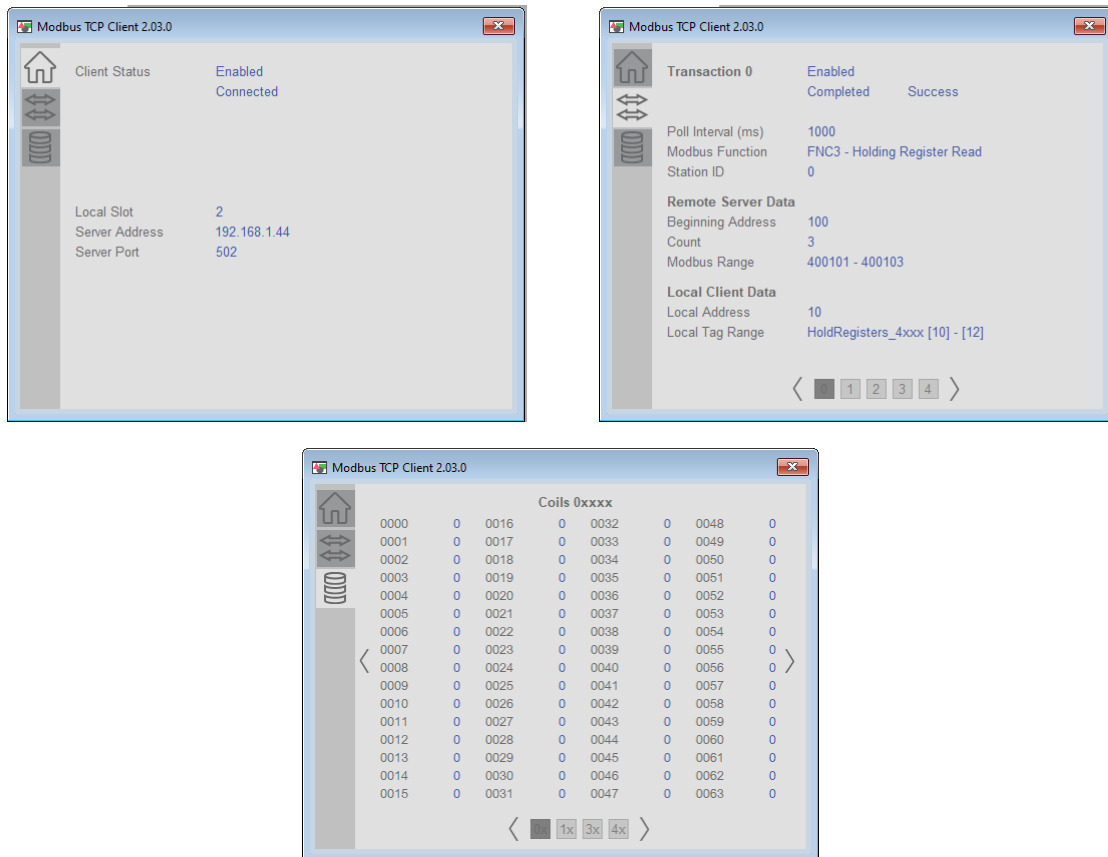 Modbus TCP Client 2.03.0
Client Status Enabled
Connected
Local Slot 2
Server Address 192.168.1.44
Server Port 502
Modbus TCP Client 2.03.0
Transaction 0 Enabled
Completed Success
Poll Interval (ms) 1000
Modbus Function FNC3 - Holding Register Read
Station ID 0
Remote Server Data
Beginning Address 100
Count 3
Modbus Range 400101 - 400103
Local Client Data
Local Address 10
Local Tag Range HoldRegisters_4xxx [10] - [12]
0 1 2 3 4
Modbus TCP Client 2.03.0
Coils 0xxxx
0000 0 0016 0 0032 0 0048 0
0001 0 0017 0 0033 0 0049 0
0002 0 0018 0 0034 0 0050 0
0003 0 0019 0 0035 0 0051 0
0004 0 0020 0 0036 0 0052 0
0005 0 0021 0 0037 0 0053 0
0006 0 0022 0 0038 0 0054 0
0007 0 0023 0 0039 0 0055 0
0008 0 0024 0 0040 0 0056 0
0009 0 0025 0 0041 0 0057 0
0010 0 0026 0 0042 0 0058 0
0011 0 0027 0 0043 0 0059 0
0012 0 0028 0 0044 0 0060 0
0013 0 0029 0 0045 0 0061 0
0014 0 0030 0 0046 0 0062 0
0015 0 0031 0 0047 0 0063 0
0x 1x 3x 4x